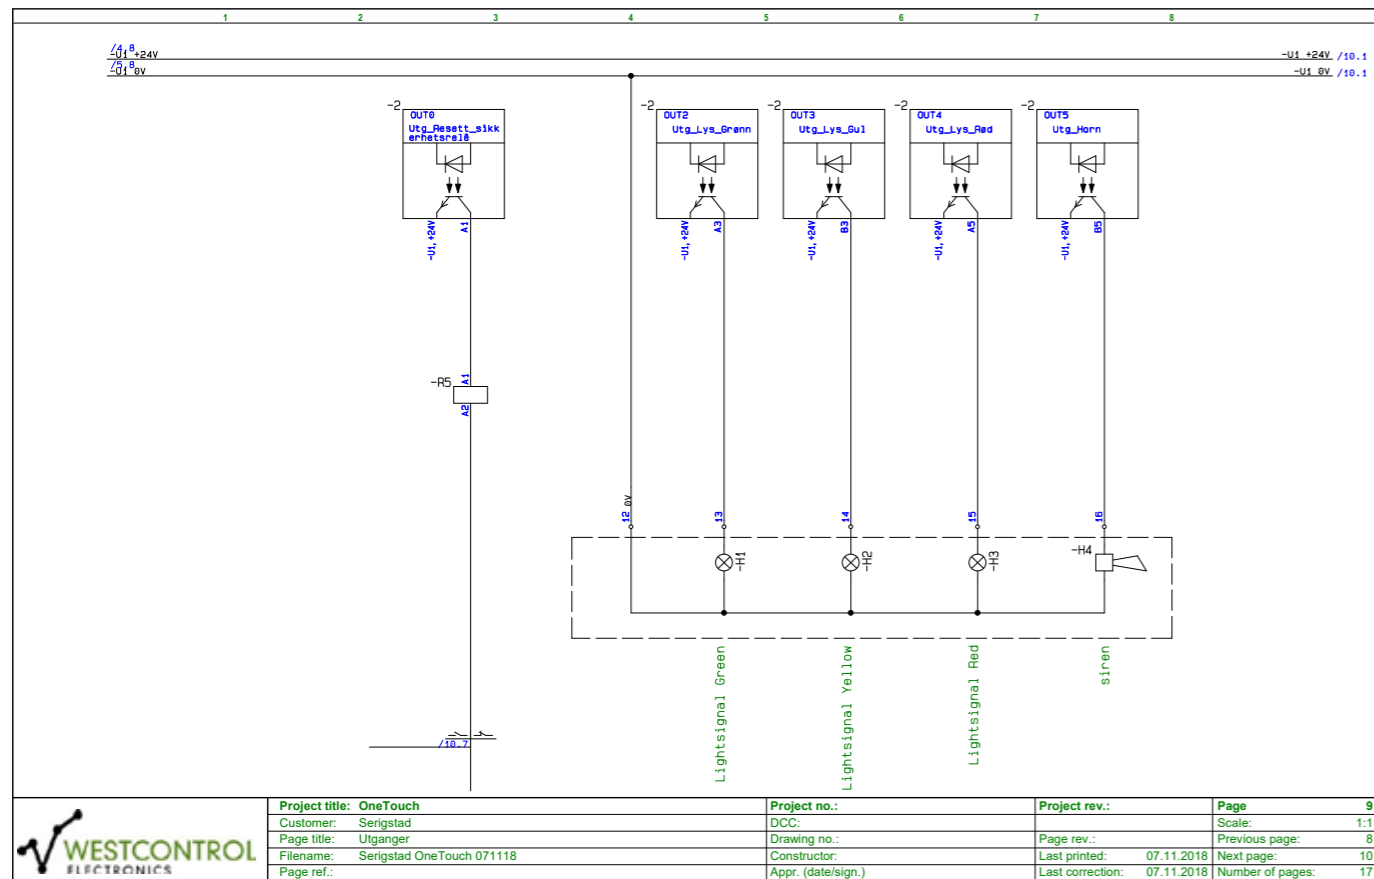 1 2 3 4 5 6 7 8
/4.8
-U1 +24V
/5.8
-U1 0V
-U1 +24V /10.1
-U1 0V /10.1
-2
OUT0
Utg_Resett_sikk
erhetsrelè
-U1,+24V
A1
-2
OUT2
Utg_Lys_Grønn
-U1,+24V
A3
-2
OUT3
Utg_Lys_Gul
-U1,+24V
B3
-2
OUT4
Utg_Lys_Rød
-U1,+24V
A5
-2
OUT5
Utg_Horn
-U1,+24V
B5
-R5
A1
A2
12
0V
13
14
15
16
-H1
-H2
-H3
-H4
Lightsignal Green
Lightsignal Yellow
Lightsignal Red
siren
/10.7
WESTCONTROL
ELECTRONICS
Project title: OneTouch
Customer: Serigstad
Page title: Utganger
Filename: Serigstad OneTouch 071118
Page ref.:
Project no.:
DCC:
Drawing no.:
Constructor:
Appr. (date/sign.)
Project rev.:
Page rev.:
Last printed: 07.11.2018
Last correction: 07.11.2018
Page 9
Scale: 1:1
Previous page: 8
Next page: 10
Number of pages: 17